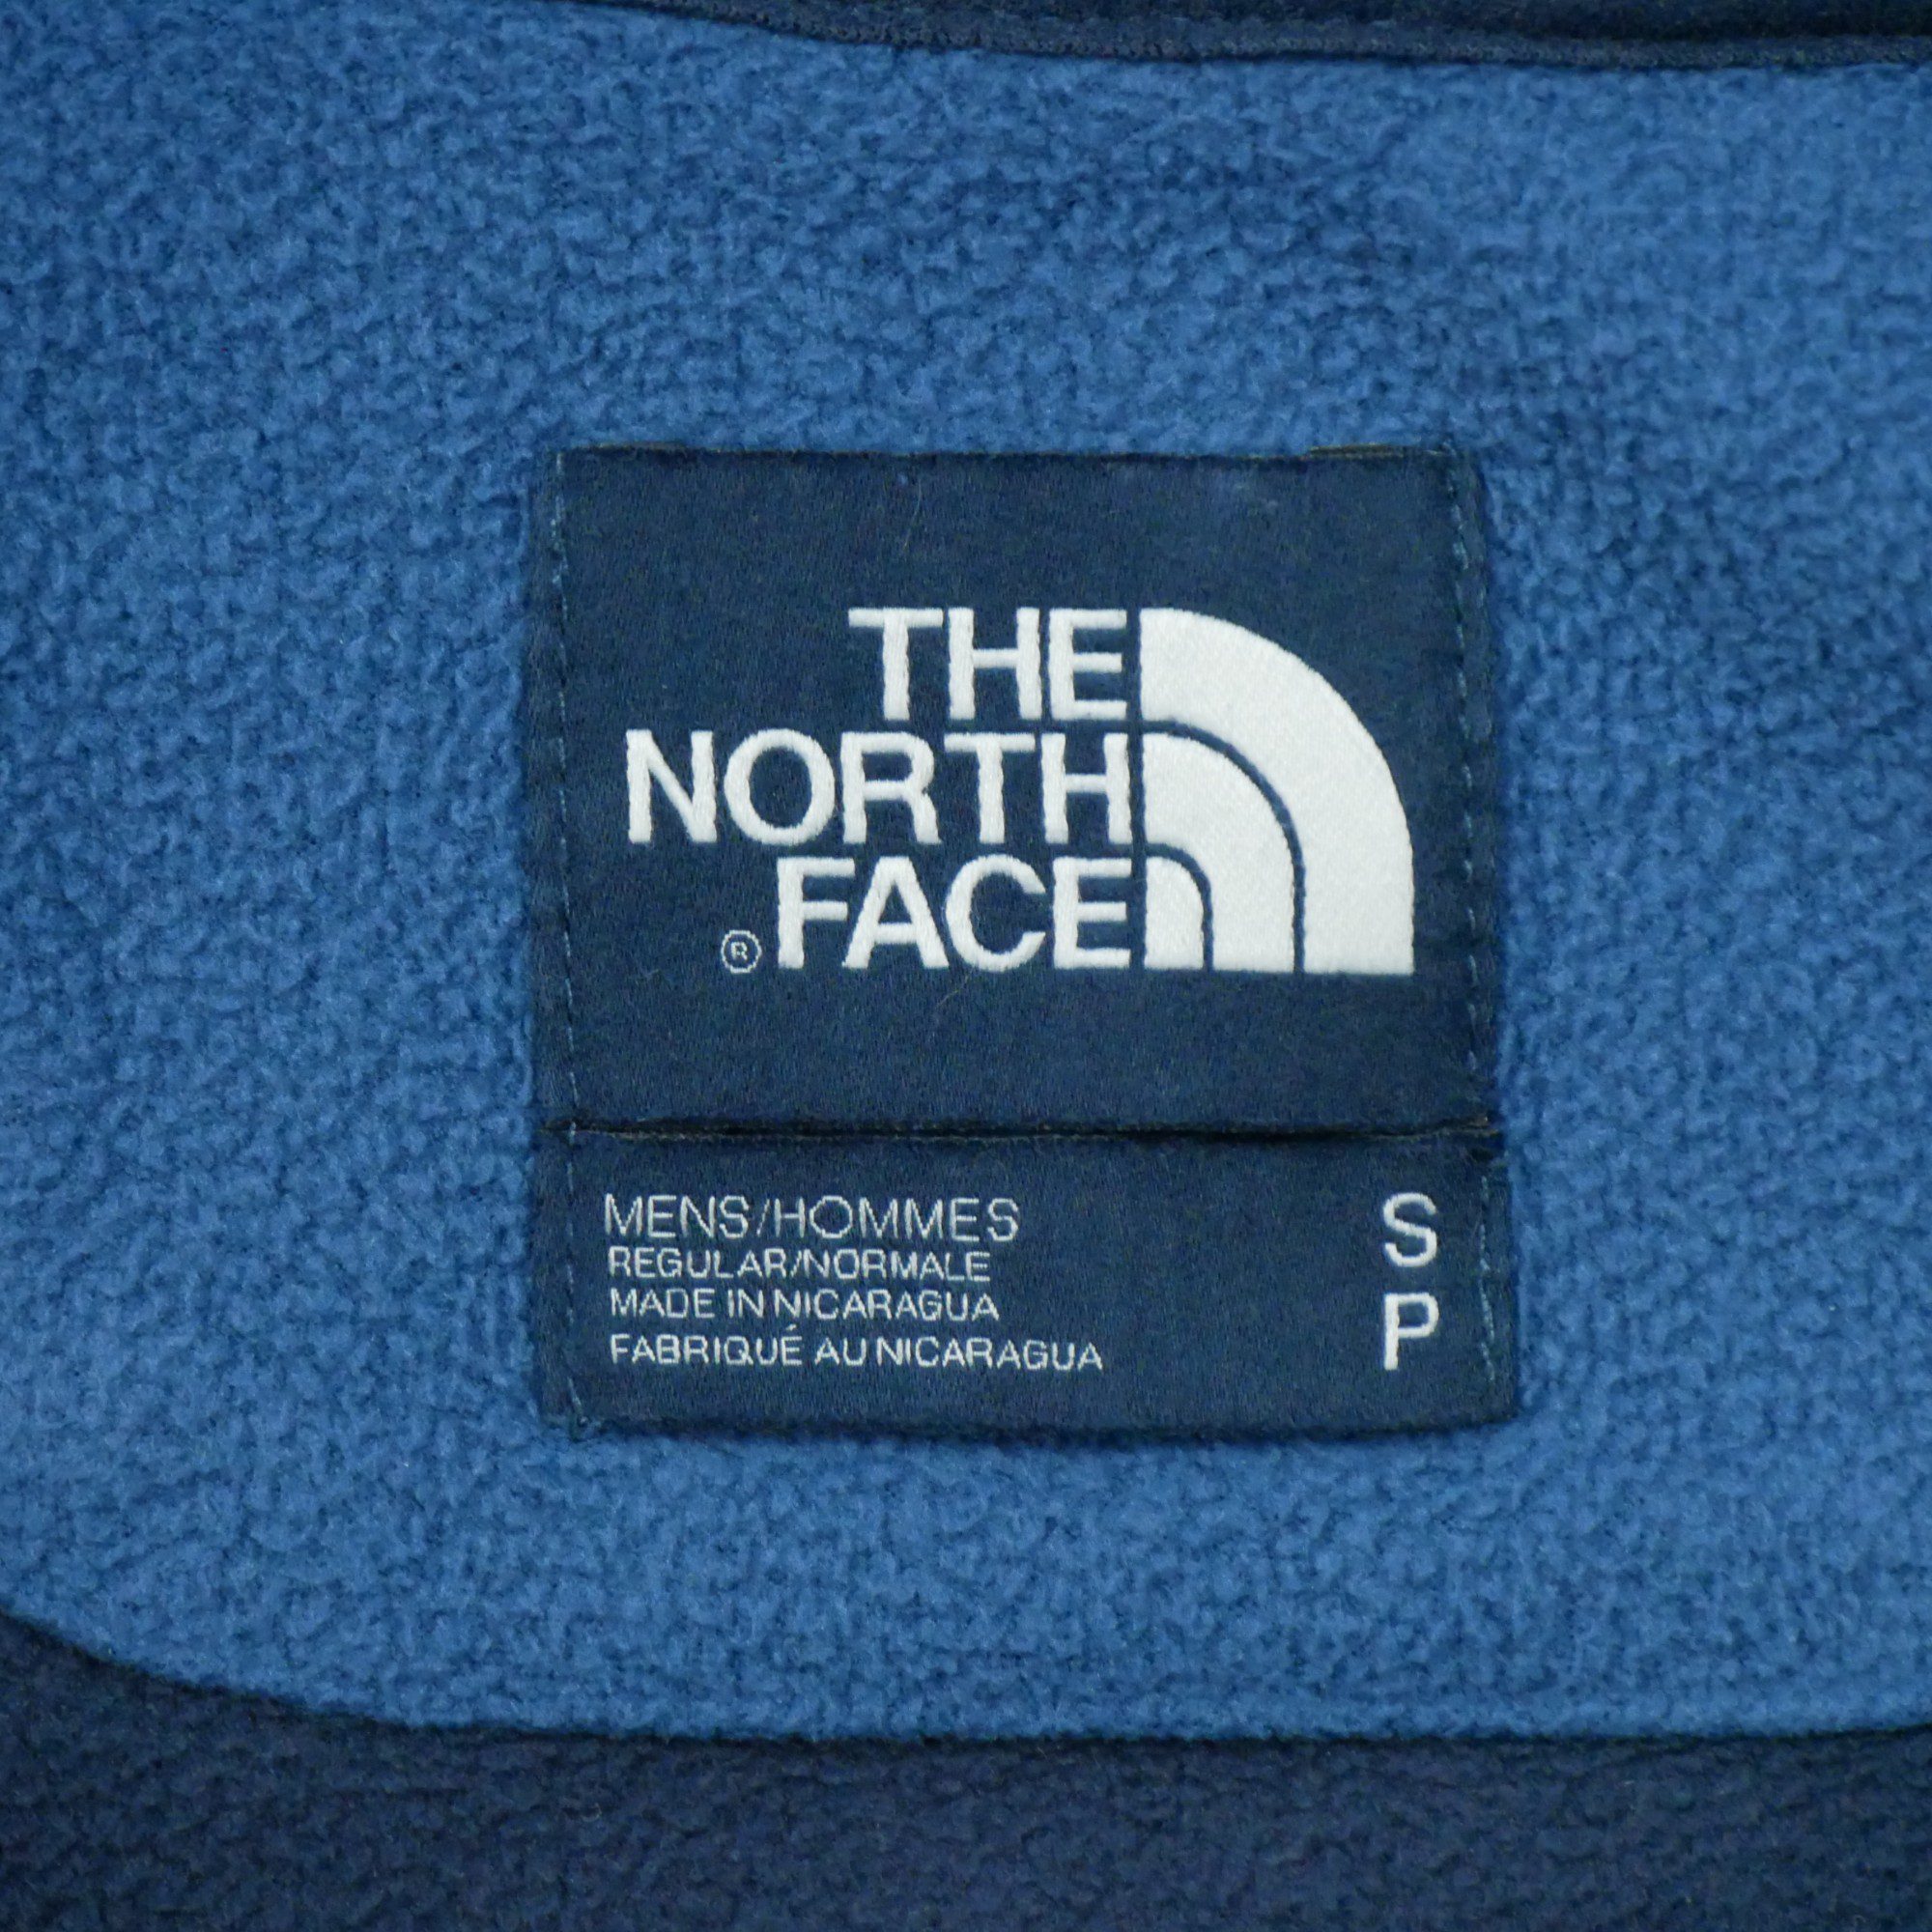 THE
NORTH
® FACE
MENS/HOMMES S
REGULAR/NORMALE
MADE IN NICARAGUA P
FABRIQUÉ AU NICARAGUA